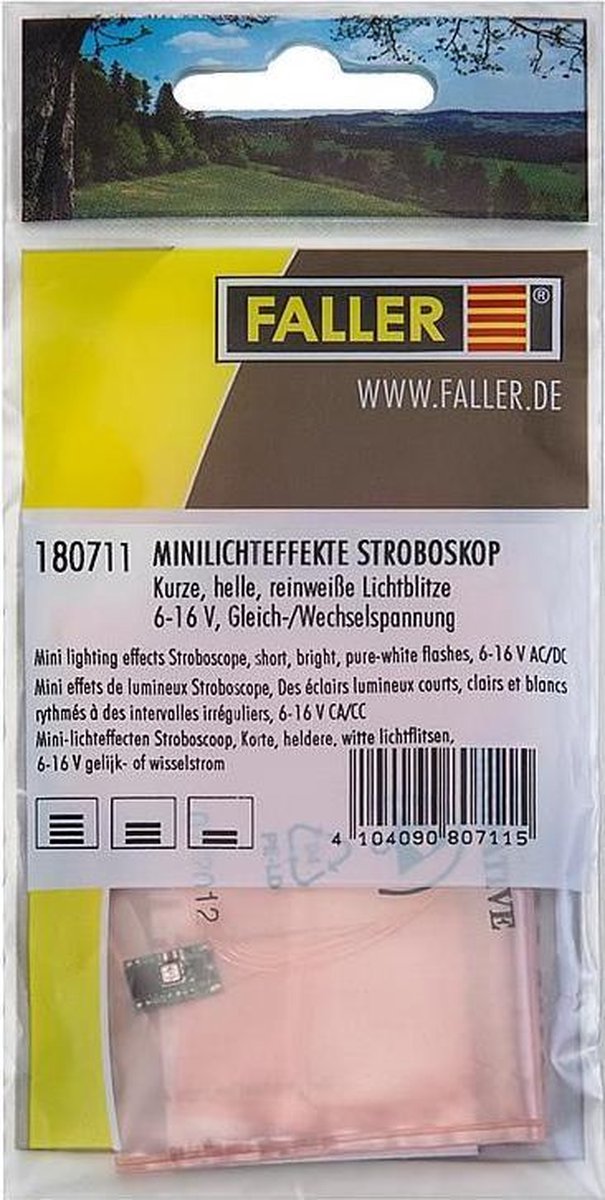 FALLER ®
WWW.FALLER.DE
180711 MINILICHTEFFEKTE STROBOSKOP
Kurze, helle, reinweiße Lichtblitze
6-16 V, Gleich-/Wechselspannung
Mini lighting effects Stroboscope, short, bright, pure-white flashes, 6-16 V AC/DC
Mini effets de lumineux Stroboscope, Des éclairs lumineux courts, clairs et blancs
rythmés à des intervalles irréguliers, 6-16 V CA/CC
Mini-lichteffecten Stroboscoop, Korte, heldere, witte lichtflitsen,
6-16 V gelijk- of wisselstrom
4 104090 807115